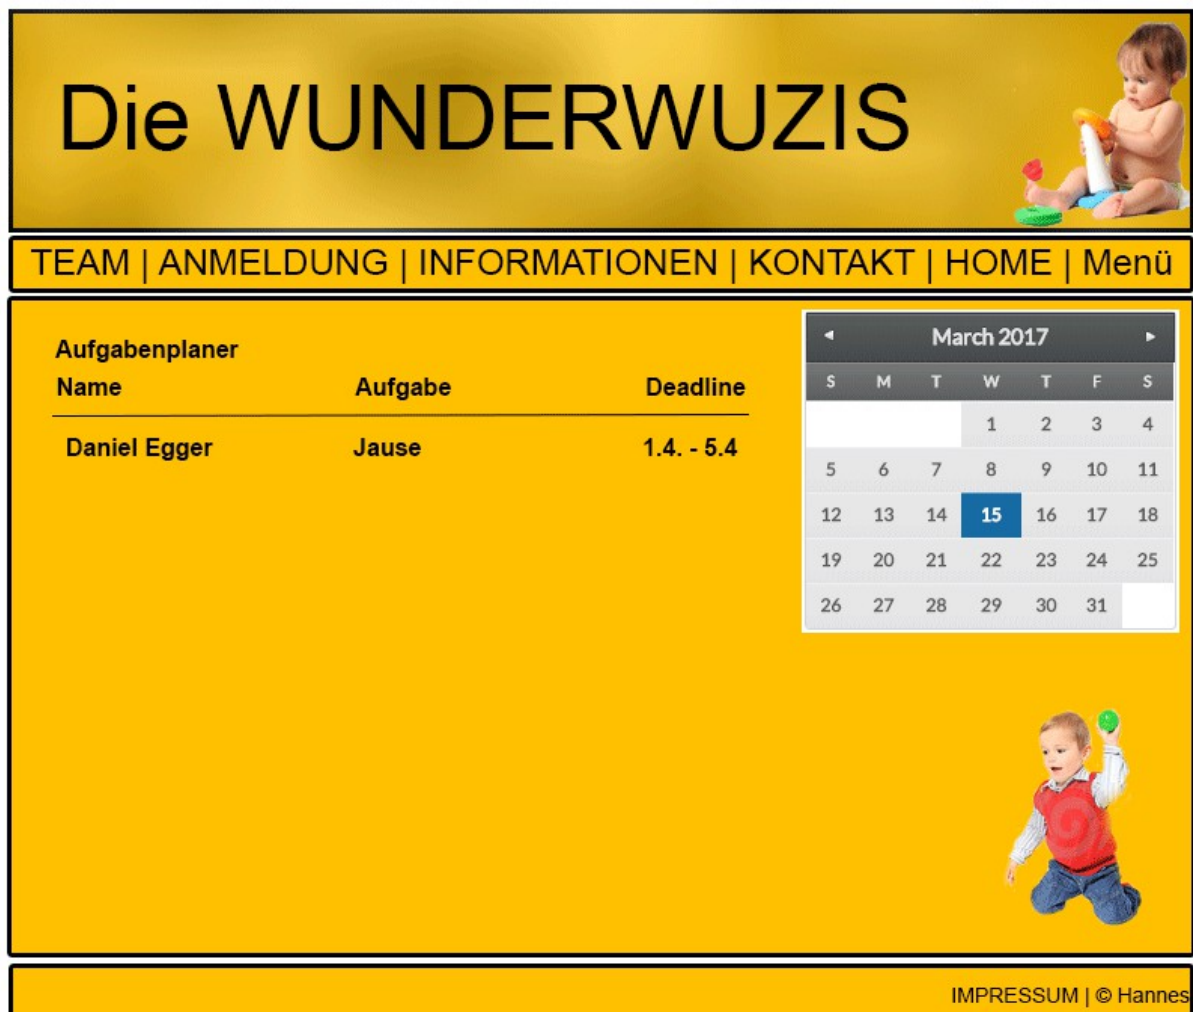 Die WUNDERWUZIS
TEAM | ANMELDUNG | INFORMATIONEN | KONTAKT | HOME | Menü
Aufgabenplaner
Name Aufgabe Deadline
Daniel Egger Jause 1.4. - 5.4
March 2017
S M T W T F S
1 2 3 4
5 6 7 8 9 10 11
12 13 14 15 16 17 18
19 20 21 22 23 24 25
26 27 28 29 30 31
IMPRESSUM | © Hannes